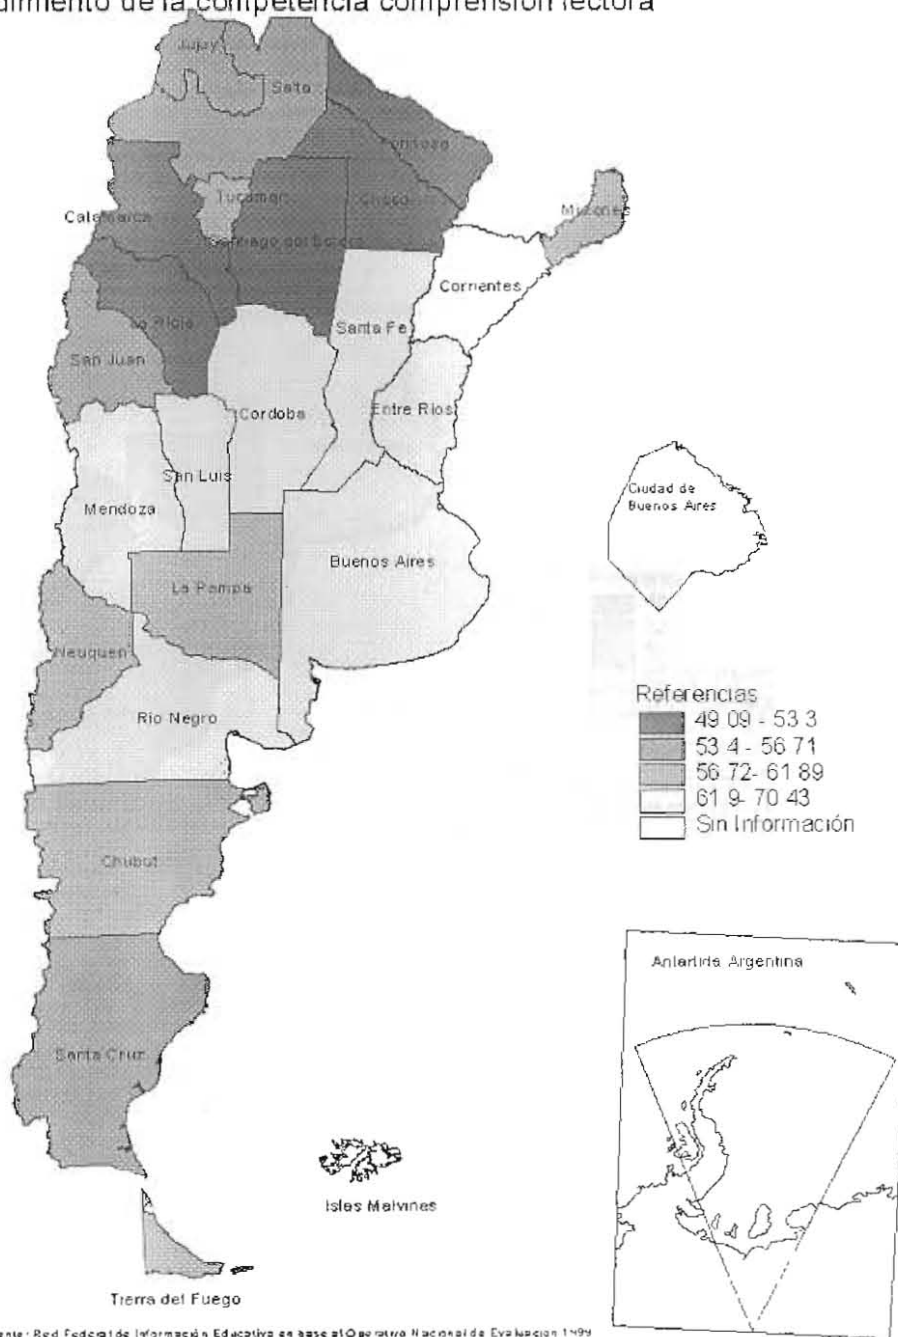 dimiento de la competencia comprensión lectora
Jujuy
Salta
Formosa
Tucuman
Chaco
Misiones
Catamarca
Santiago del Estero
Corrientes
La Rioja
Santa Fe
San Juan
Cordoba
Entre Rios
San Luis
Mendoza
Ciudad de
Buenos Aires
Buenos Aires
La Pampa
Neuquen
Rio Negro
Referencias
49 09 - 53 3
53 4 - 56 71
56 72- 61 89
61 9- 70 43
Sin Información
Chubut
Antartida Argentina
Santa Cruz
Islas Malvinas
Tierra del Fuego
ente: Red Federal de Información Educativa en base al Operativo Nacional de Evaluacion 1999